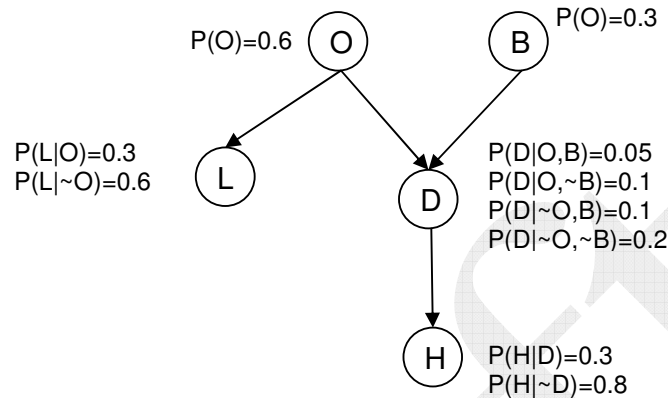 P(O)=0.6
O
B
P(O)=0.3
P(L|O)=0.3
P(L|~O)=0.6
L
D
P(D|O,B)=0.05
P(D|O,~B)=0.1
P(D|~O,B)=0.1
P(D|~O,~B)=0.2
H
P(H|D)=0.3
P(H|~D)=0.8